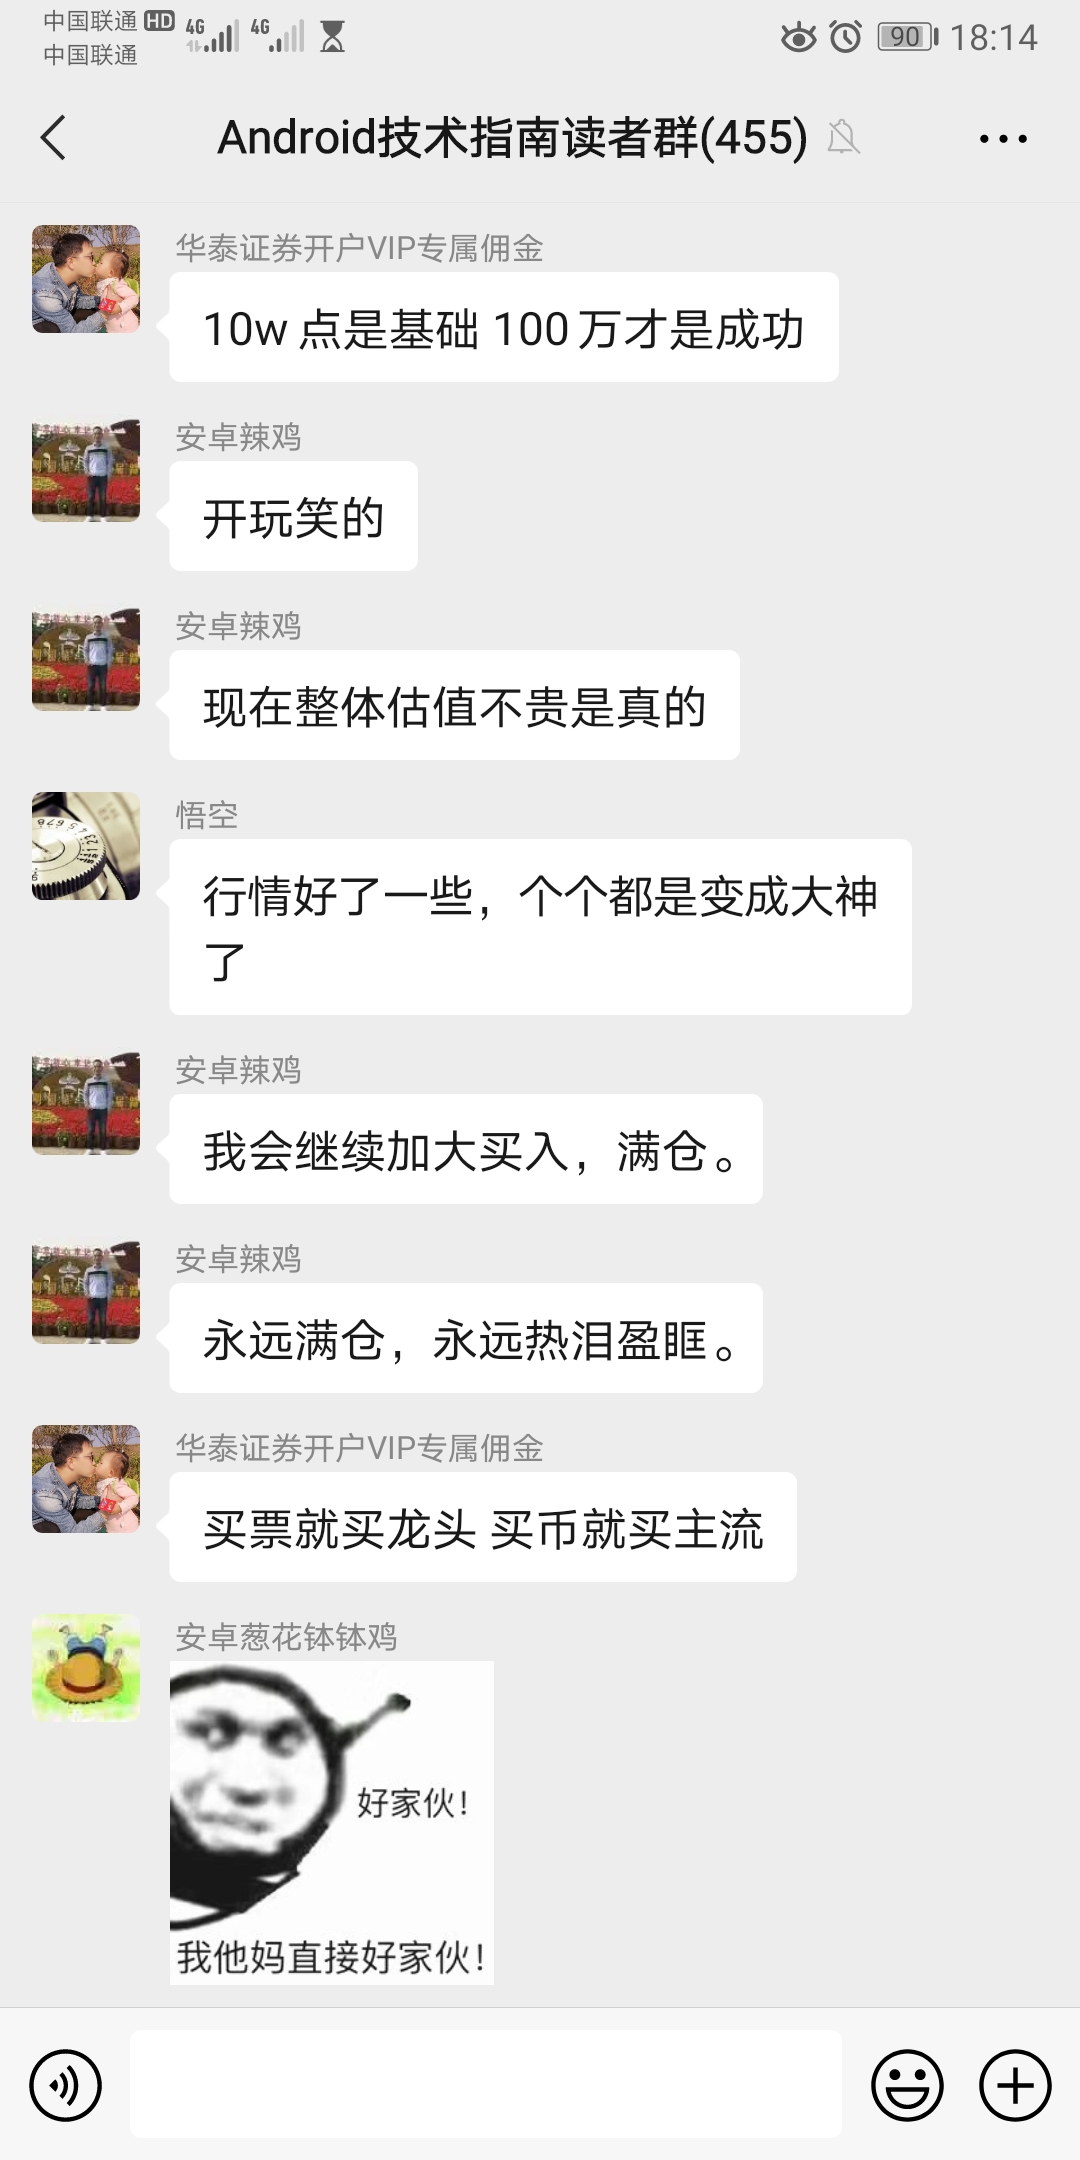 中国联通 HD 4G 4G 90 18:14
中国联通
Android技术指南读者群(455)
华泰证券开户VIP专属佣金
10w 点是基础 100 万才是成功
安卓辣鸡
开玩笑的
安卓辣鸡
现在整体估值不贵是真的
悟空
行情好了一些，个个都是变成大神
了
安卓辣鸡
我会继续加大买入，满仓。
安卓辣鸡
永远满仓，永远热泪盈眶。
华泰证券开户VIP专属佣金
买票就买龙头 买币就买主流
安卓葱花钵钵鸡
好家伙！
我他妈直接好家伙！